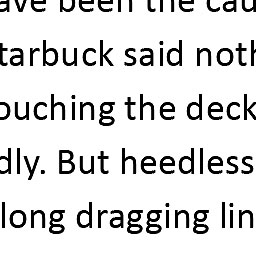 ave been the cau
tarbuck said noth
ouching the deck
dly. But heedless
long dragging lin